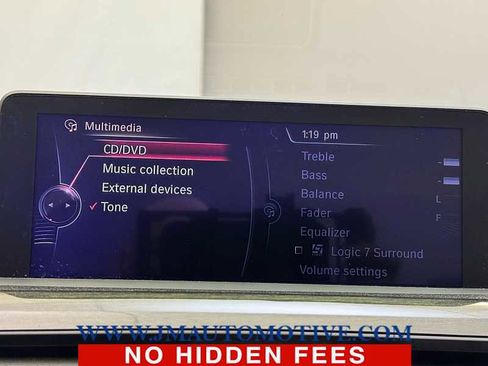 Multimedia
CD/DVD
Music collection
External devices
Tone
1:19 pm
Treble
Bass
Balance L
Fader F
Equalizer
Logic 7 Surround
Volume settings
WWW.JMAUTOMOTIVE.COM
NO HIDDEN FEES